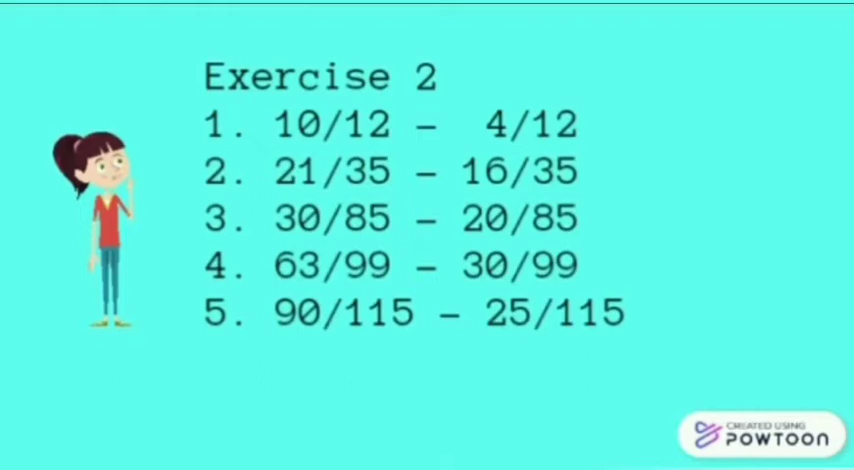 Exercise 2
1. 10/12 - 4/12
2. 21/35 - 16/35
3. 30/85 - 20/85
4. 63/99 - 30/99
5. 90/115 - 25/115
CREATED USING
POWTOON